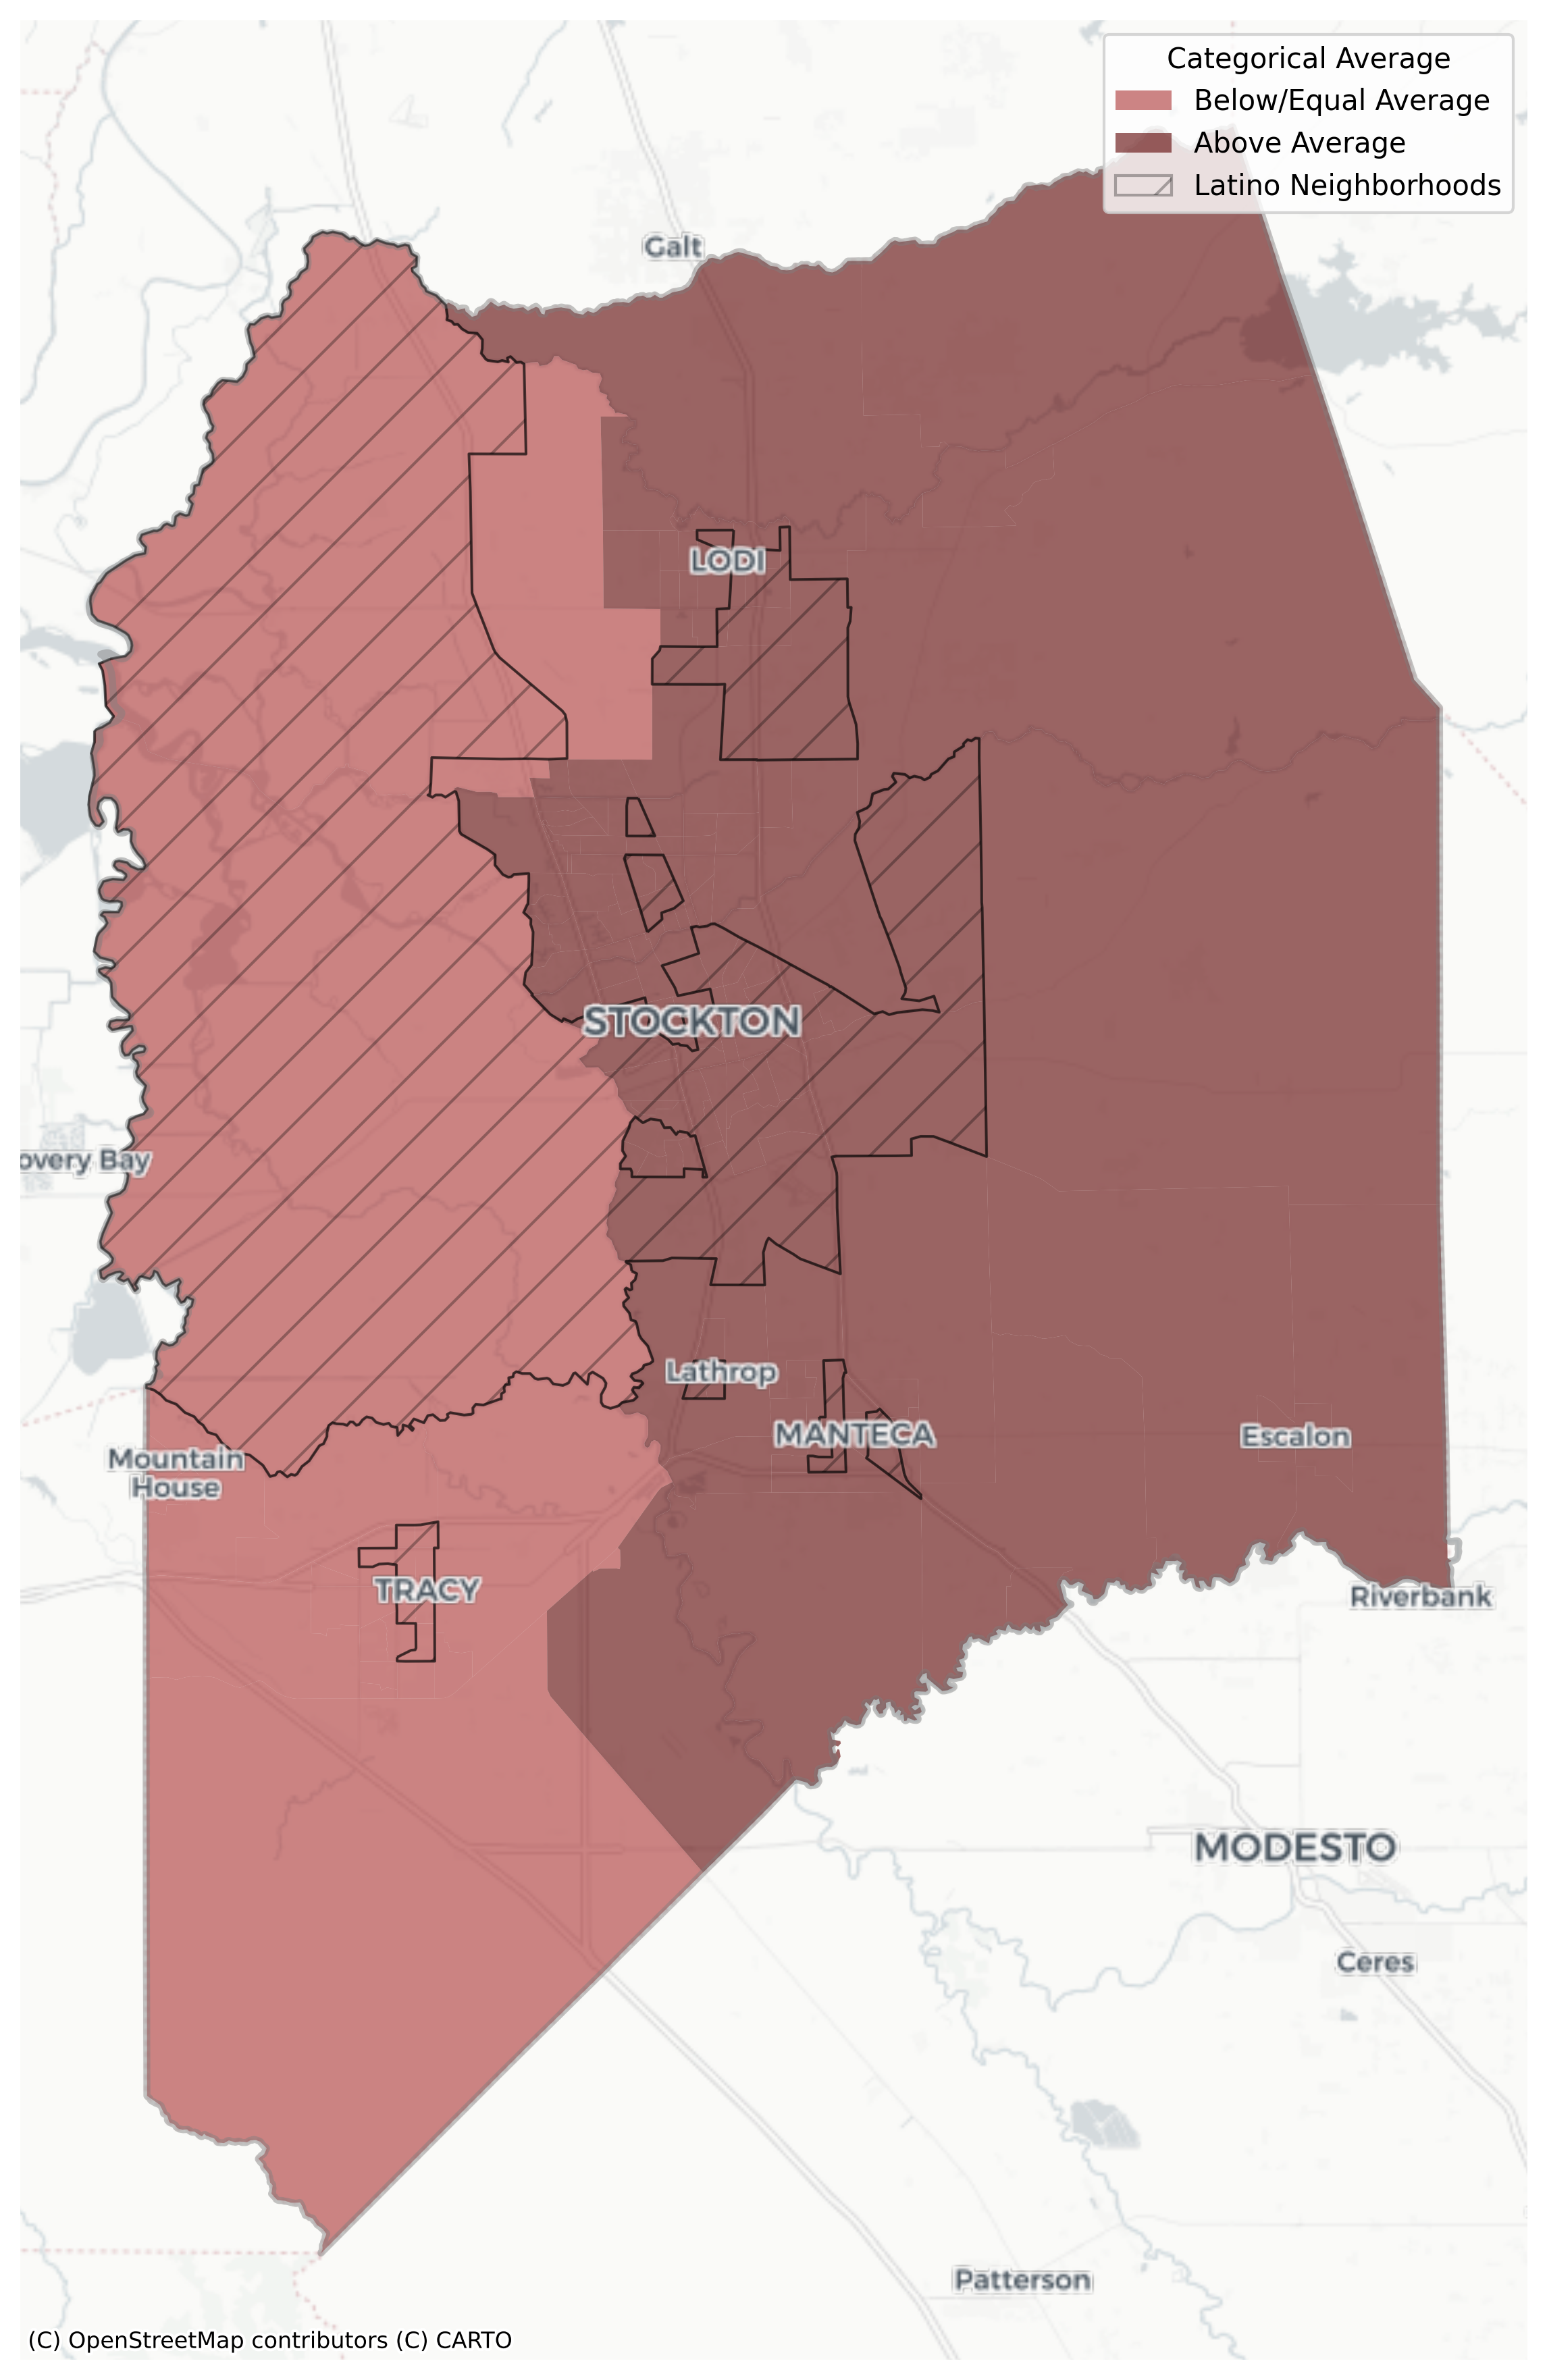 Categorical Average
Below/Equal Average
Above Average
Latino Neighborhoods
Galt
LODI
STOCKTON
overy Bay
Lathrop
MANTECA
Escalon
Mountain
House
TRACY
Riverbank
MODESTO
Ceres
Patterson
(C) OpenStreetMap contributors (C) CARTO